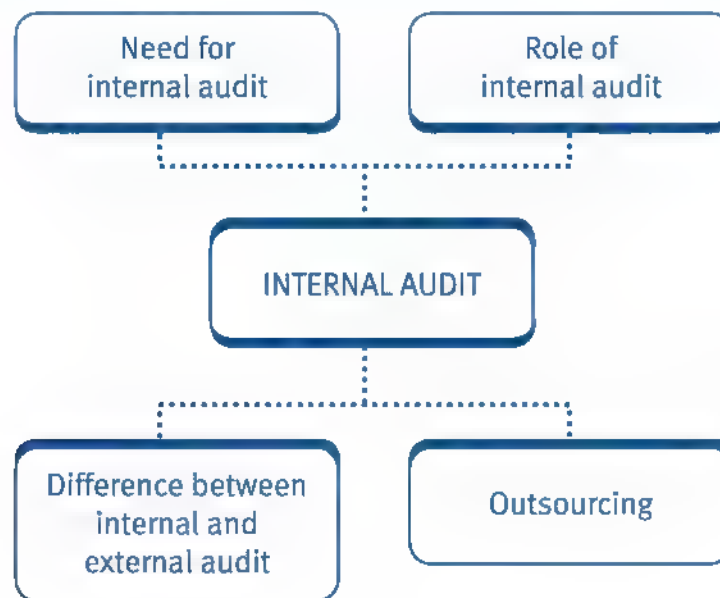 Need for
internal audit
Role of
internal audit
INTERNAL AUDIT
Difference between
internal and
external audit
Outsourcing